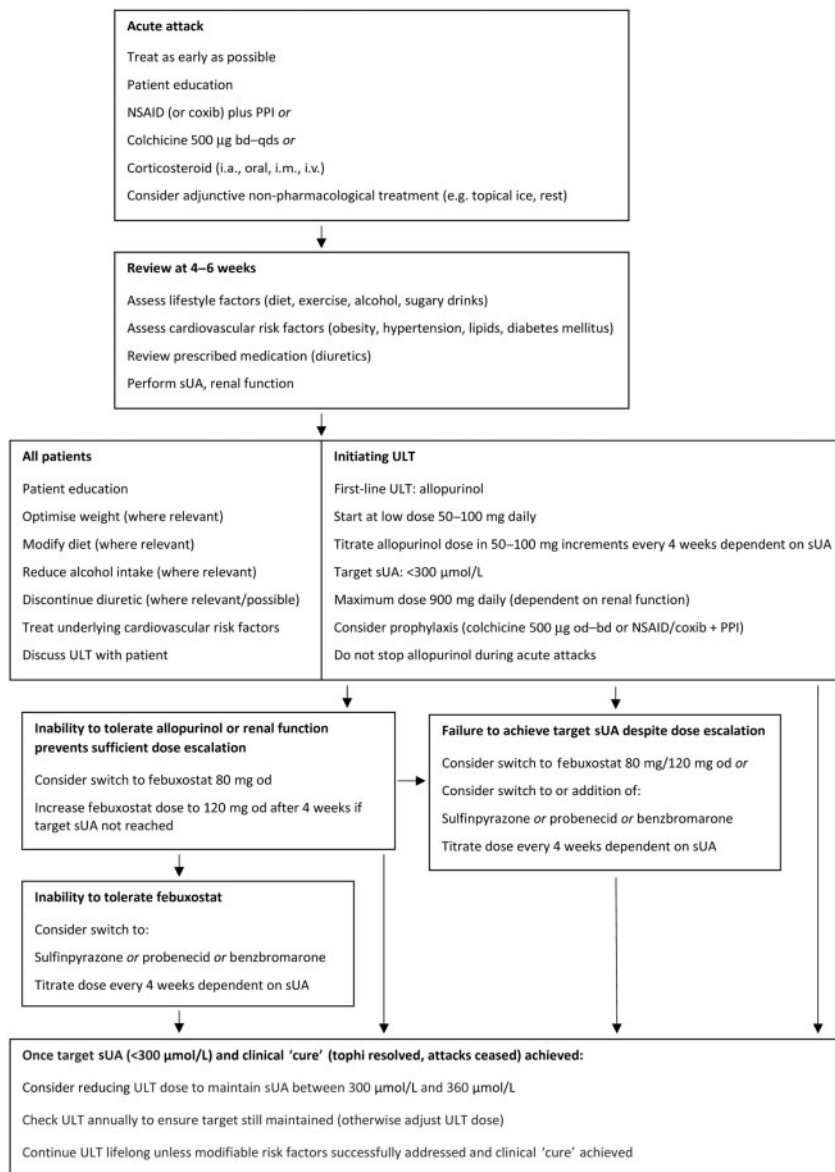 Acute attack
Treat as early as possible
Patient education
NSAID (or coxib) plus PPI or
Colchicine 500 µg bd–qds or
Corticosteroid (i.a., oral, i.m., i.v.)
Consider adjunctive non-pharmacological treatment (e.g. topical ice, rest)
Review at 4–6 weeks
Assess lifestyle factors (diet, exercise, alcohol, sugary drinks)
Assess cardiovascular risk factors (obesity, hypertension, lipids, diabetes mellitus)
Review prescribed medication (diuretics)
Perform sUA, renal function
All patients
Patient education
Optimise weight (where relevant)
Modify diet (where relevant)
Reduce alcohol intake (where relevant)
Discontinue diuretic (where relevant/possible)
Treat underlying cardiovascular risk factors
Discuss ULT with patient
Initiating ULT
First-line ULT: allopurinol
Start at low dose 50–100 mg daily
Titrate allopurinol dose in 50–100 mg increments every 4 weeks dependent on sUA
Target sUA: <300 µmol/L
Maximum dose 900 mg daily (dependent on renal function)
Consider prophylaxis (colchicine 500 µg od–bd or NSAID/coxib + PPI)
Do not stop allopurinol during acute attacks
Inability to tolerate allopurinol or renal function
prevents sufficient dose escalation
Consider switch to febuxostat 80 mg od
Increase febuxostat dose to 120 mg od after 4 weeks if
target sUA not reached
Failure to achieve target sUA despite dose escalation
Consider switch to febuxostat 80 mg/120 mg od or
Consider switch to or addition of:
Sulfinpyrazone or probenecid or benzbromarone
Titrate dose every 4 weeks dependent on sUA
Inability to tolerate febuxostat
Consider switch to:
Sulfinpyrazone or probenecid or benzbromarone
Titrate dose every 4 weeks dependent on sUA
Once target sUA (<300 µmol/L) and clinical ‘cure’ (tophi resolved, attacks ceased) achieved:
Consider reducing ULT dose to maintain sUA between 300 µmol/L and 360 µmol/L
Check ULT annually to ensure target still maintained (otherwise adjust ULT dose)
Continue ULT lifelong unless modifiable risk factors successfully addressed and clinical ‘cure’ achieved